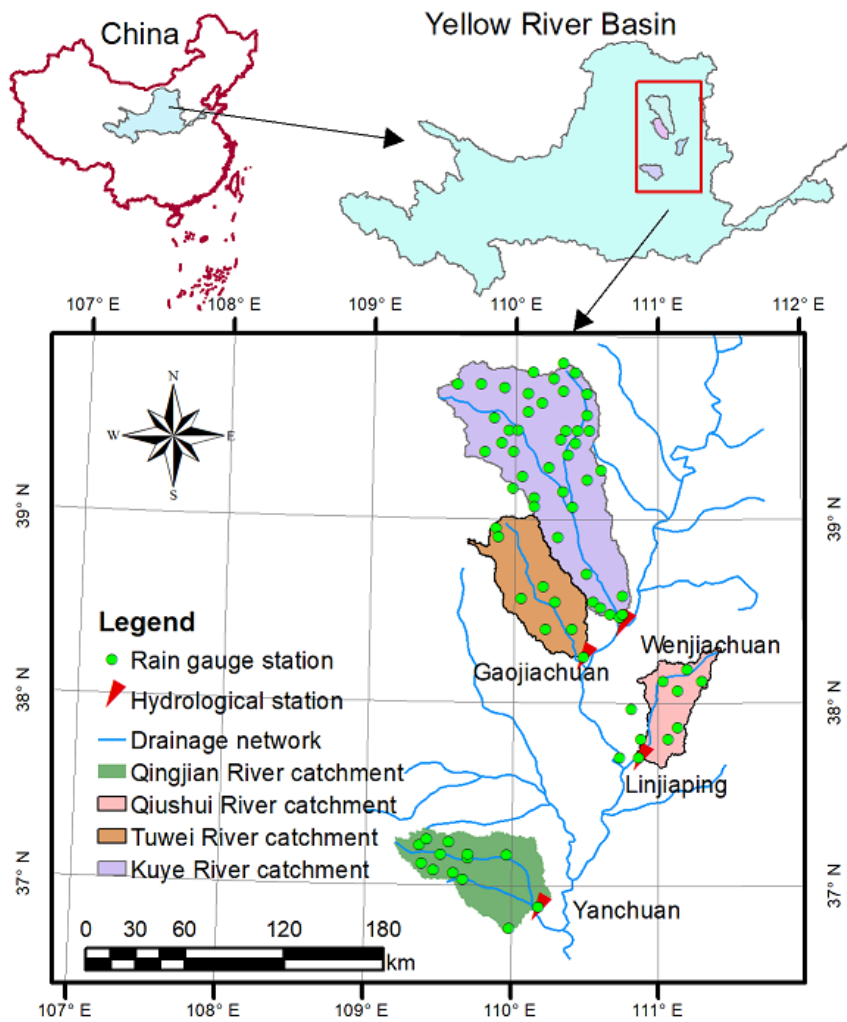 China
Yellow River Basin
107° E
108° E
109° E
110° E
111° E
112° E
N
W
E
S
39° N
39° N
Legend
Rain gauge station
Hydrological station
Drainage network
Qingjian River catchment
Qiushui River catchment
Tuwei River catchment
Kuye River catchment
Wenjiachuan
Gaojiachuan
38° N
38° N
Linjiaping
37° N
37° N
Yanchuan
0
30
60
120
180
km
107° E
108° E
109° E
110° E
111° E